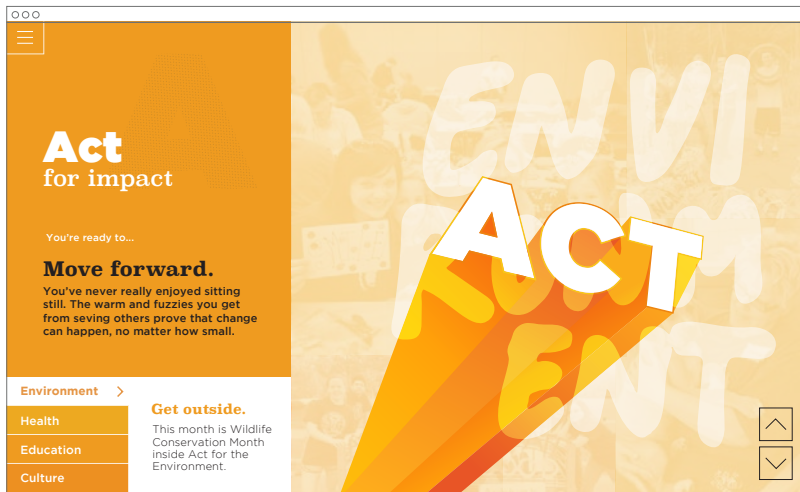 Act
for impact
You're ready to...
Move forward.
You've never really enjoyed sitting
still. The warm and fuzzies you get
from seving others prove that change
can happen, no matter how small.
Environment
Health
Education
Culture
Get outside.
This month is Wildlife
Conservation Month
inside Act for the
Environment.
ENVI
RONM
ENT
ACT